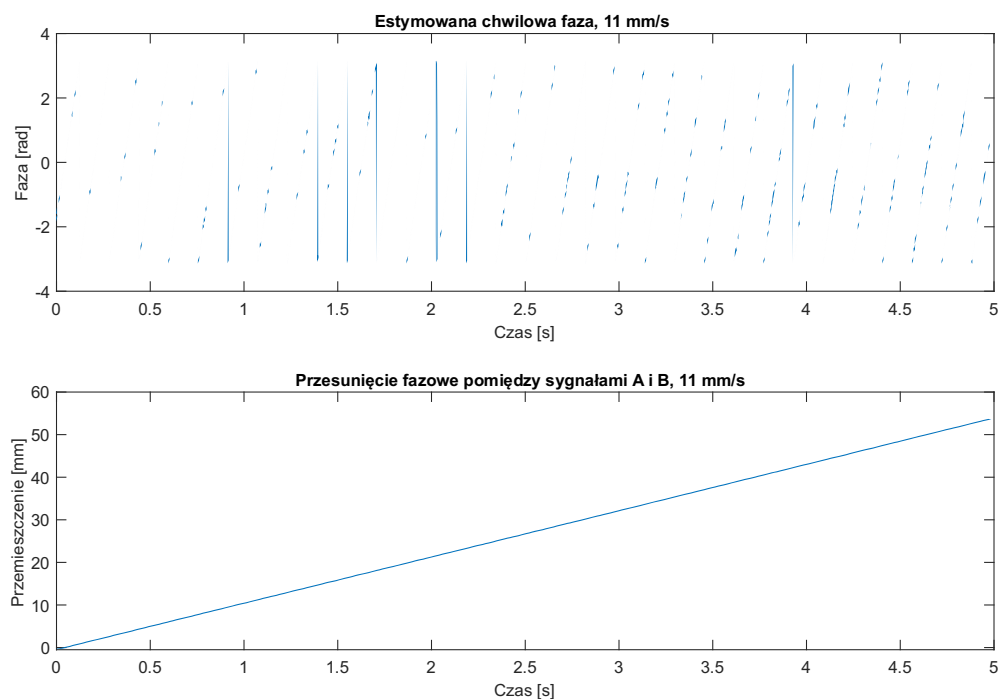 Estymowana chwilowa faza, 11 mm/s
Faza [rad]
4
2
0
-2
-4
0 0.5 1 1.5 2 2.5 3 3.5 4 4.5 5
Czas [s]
Przesunięcie fazowe pomiędzy sygnałami A i B, 11 mm/s
Przemieszczenie [mm]
60
50
40
30
20
10
0
0 0.5 1 1.5 2 2.5 3 3.5 4 4.5 5
Czas [s]